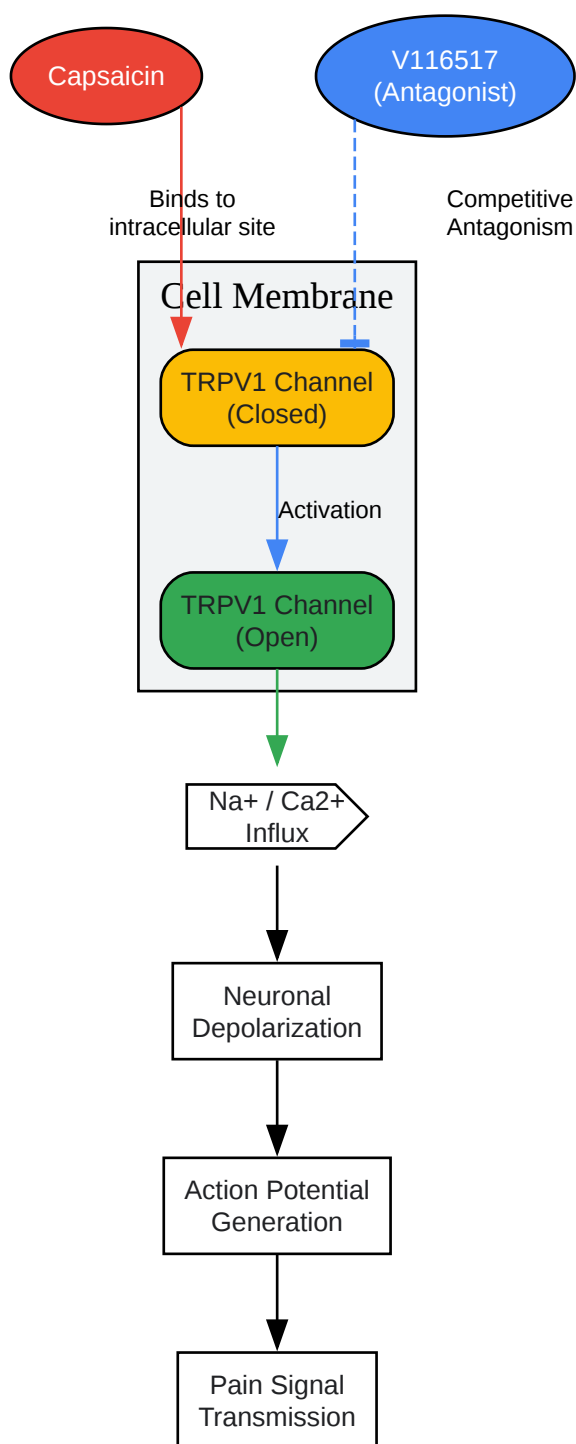 Capsaicin
V116517
(Antagonist)
Binds to
intracellular site
Competitive
Antagonism
Cell Membrane
TRPV1 Channel
(Closed)
Activation
TRPV1 Channel
(Open)
Na+ / Ca2+
Influx
Neuronal
Depolarization
Action Potential
Generation
Pain Signal
Transmission